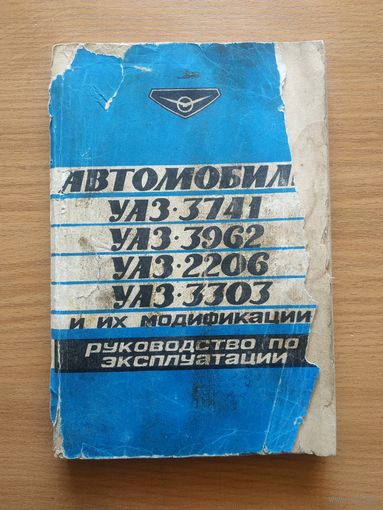 АВТОМОБИЛ
УАЗ·3741
УАЗ·3962
УАЗ·2206
УАЗ·3303
И ИХ МОДИФИКАЦИИ
РУКОВОДСТВО ПО
ЭКСПЛУАТАЦИИ